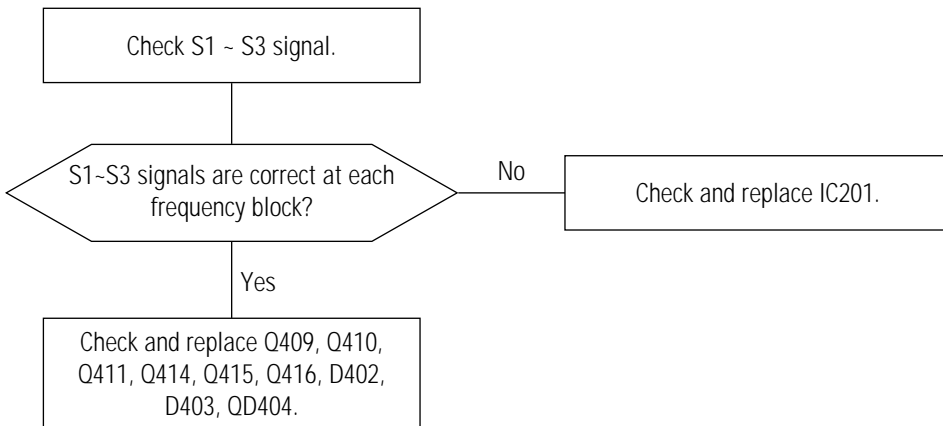 Check S1 ~ S3 signal.
S1~S3 signals are correct at each
frequency block?
No
Check and replace IC201.
Yes
Check and replace Q409, Q410,
Q411, Q414, Q415, Q416, D402,
D403, QD404.